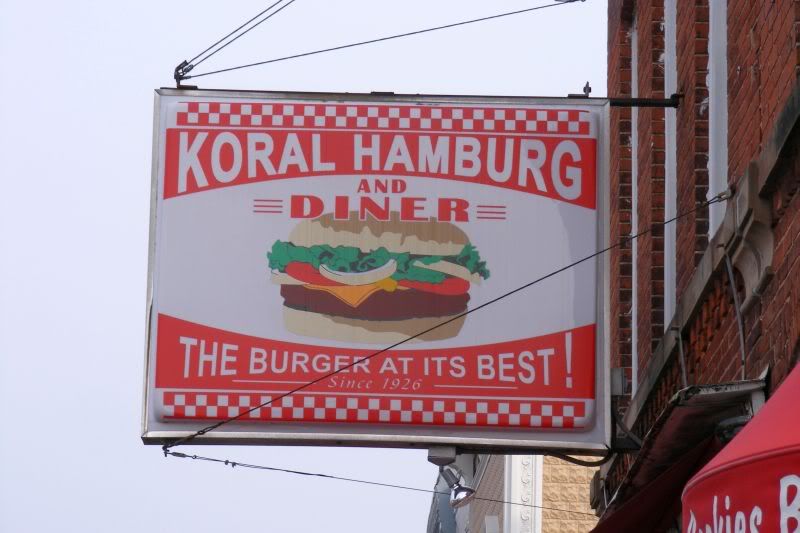 KORAL HAMBURG
AND
DINER
THE BURGER AT ITS BEST!
Since 1926